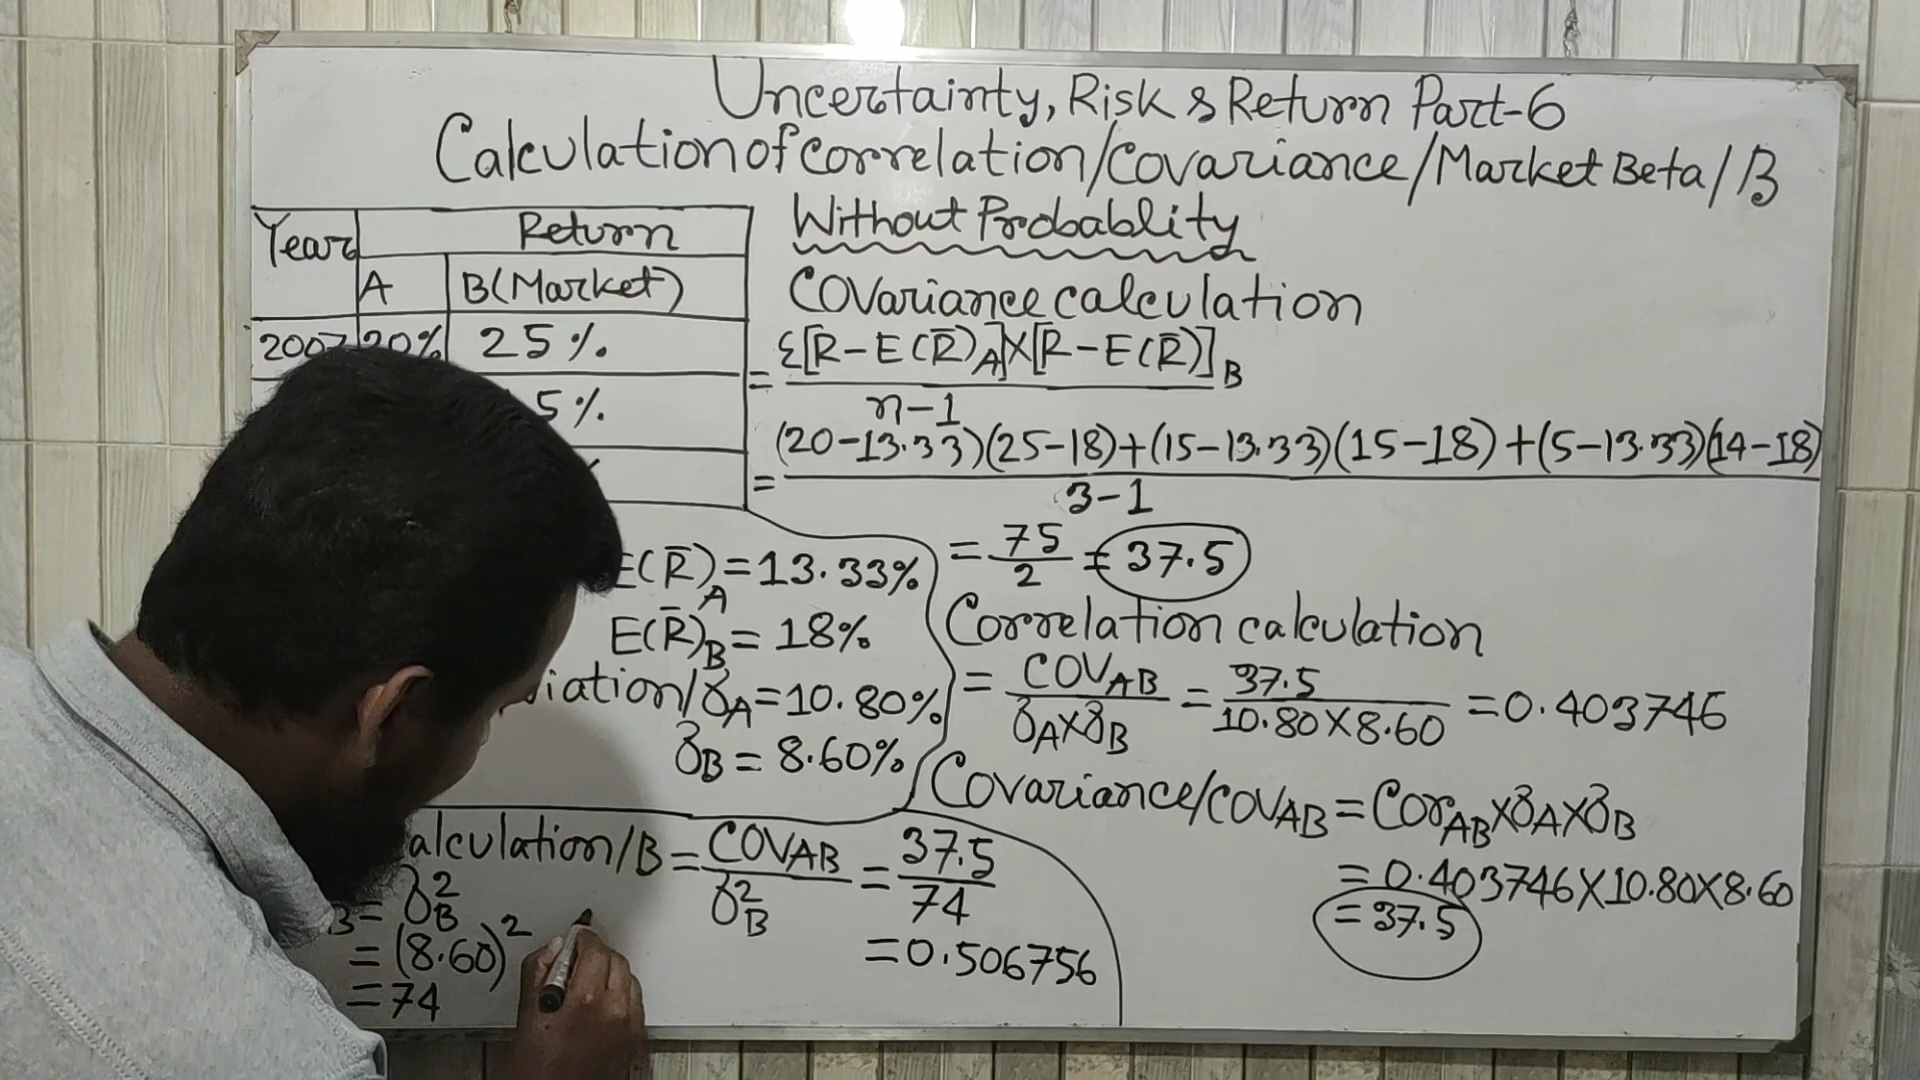 Uncertainty, Risk & Return Part-6
Calculation of Correlation/Covariance/Market Beta/B
Year Return
A B(Market)
2007 20% 25%
5%
Without Probablity
Covariance calculation
= Σ[R-E(R̄)A]×[R-E(R̄)]B
n-1
= (20-13.33)(25-18)+(15-13.33)(15-18)+(5-13.33)(14-18)
3-1
= 75/2 = 37.5
E(R̄)A = 13.33%
E(R̄)B = 18%
iation/δA = 10.80%
δB = 8.60%
Correlation calculation
= COVAB / δA×δB = 37.5 / 10.80×8.60 = 0.403746
Covariance/COVAB = CorAB×δA×δB
= 0.403746×10.80×8.60
= 37.5
alculation/B = COVAB / δ²B = 37.5 / 74
= 0.506756
B = δ²B
= (8.60)²
= 74